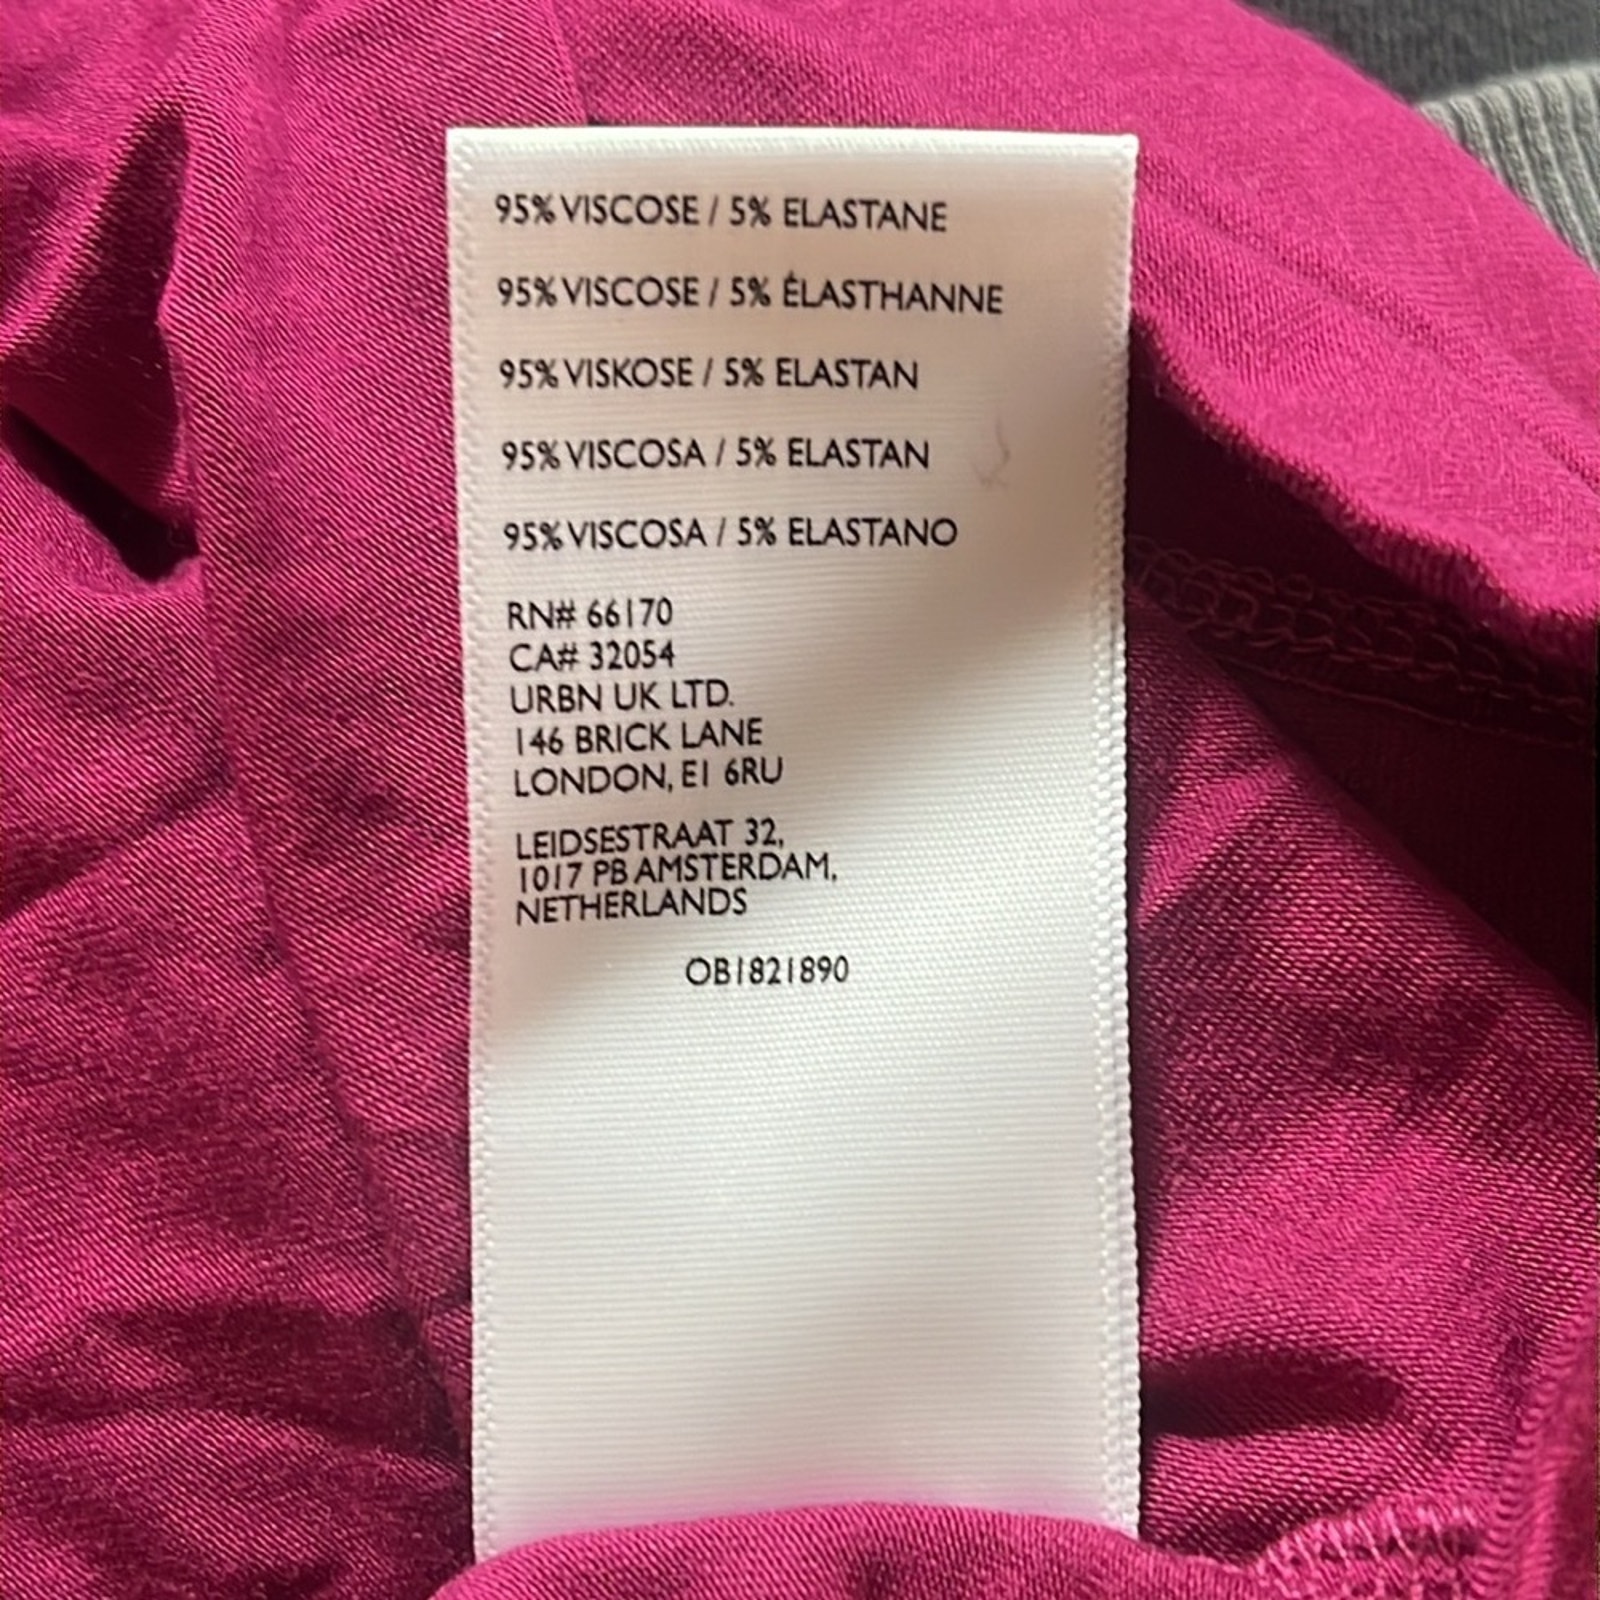 95% VISCOSE / 5% ELASTANE
95% VISCOSE / 5% ÉLASTHANNE
95% VISKOSE / 5% ELASTAN
95% VISCOSA / 5% ELASTAN
95% VISCOSA / 5% ELASTANO
RN# 66170
CA# 32054
URBN UK LTD.
146 BRICK LANE
LONDON, E1 6RU
LEIDSESTRAAT 32,
1017 PB AMSTERDAM,
NETHERLANDS
OB1821890